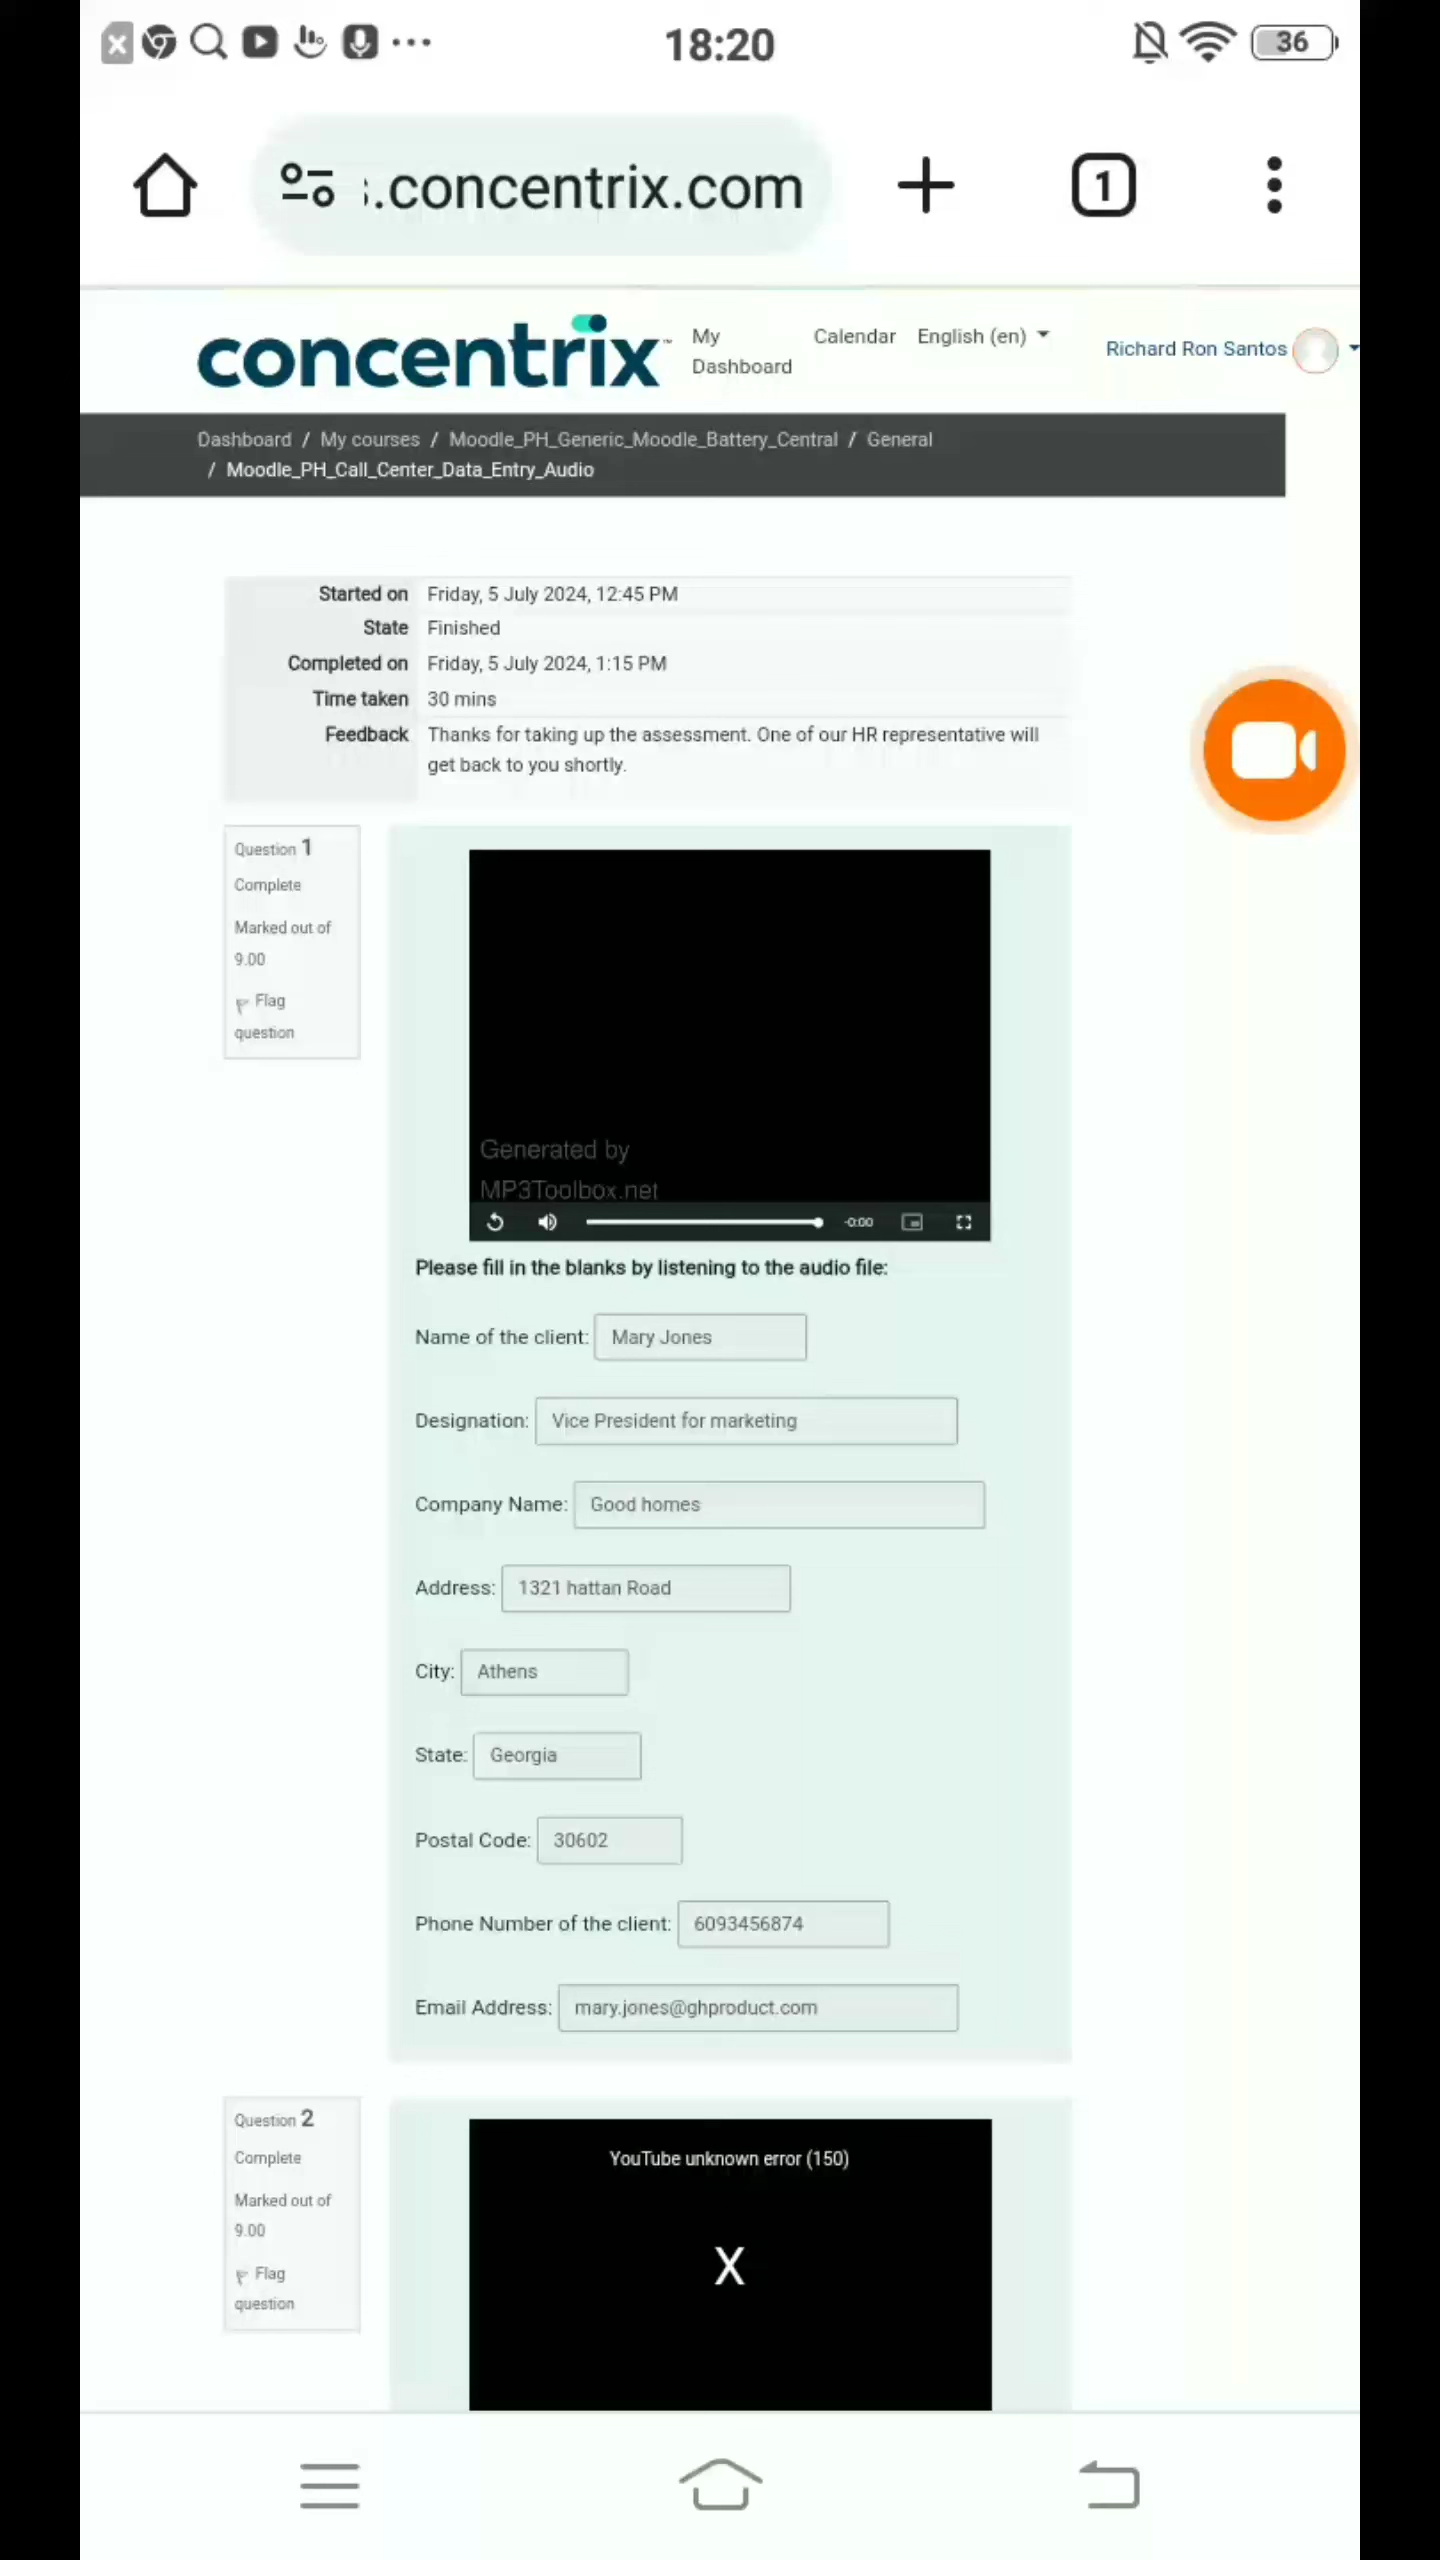 18:20
36
.concentrix.com
1
concentrix
My Dashboard
Calendar
English (en)
Richard Ron Santos
Dashboard / My courses / Moodle_PH_Generic_Moodle_Battery_Central / General
/ Moodle_PH_Call_Center_Data_Entry_Audio
Started on Friday, 5 July 2024, 12:45 PM
State Finished
Completed on Friday, 5 July 2024, 1:15 PM
Time taken 30 mins
Feedback Thanks for taking up the assessment. One of our HR representative will
get back to you shortly.
Question 1
Complete
Marked out of
9.00
Flag
question
Generated by
MP3Toolbox.net
-0:00
Please fill in the blanks by listening to the audio file:
Name of the client: Mary Jones
Designation: Vice President for marketing
Company Name: Good homes
Address: 1321 hattan Road
City: Athens
State: Georgia
Postal Code: 30602
Phone Number of the client: 6093456874
Email Address: mary.jones@ghproduct.com
Question 2
Complete
Marked out of
9.00
Flag
question
YouTube unknown error (150)
X